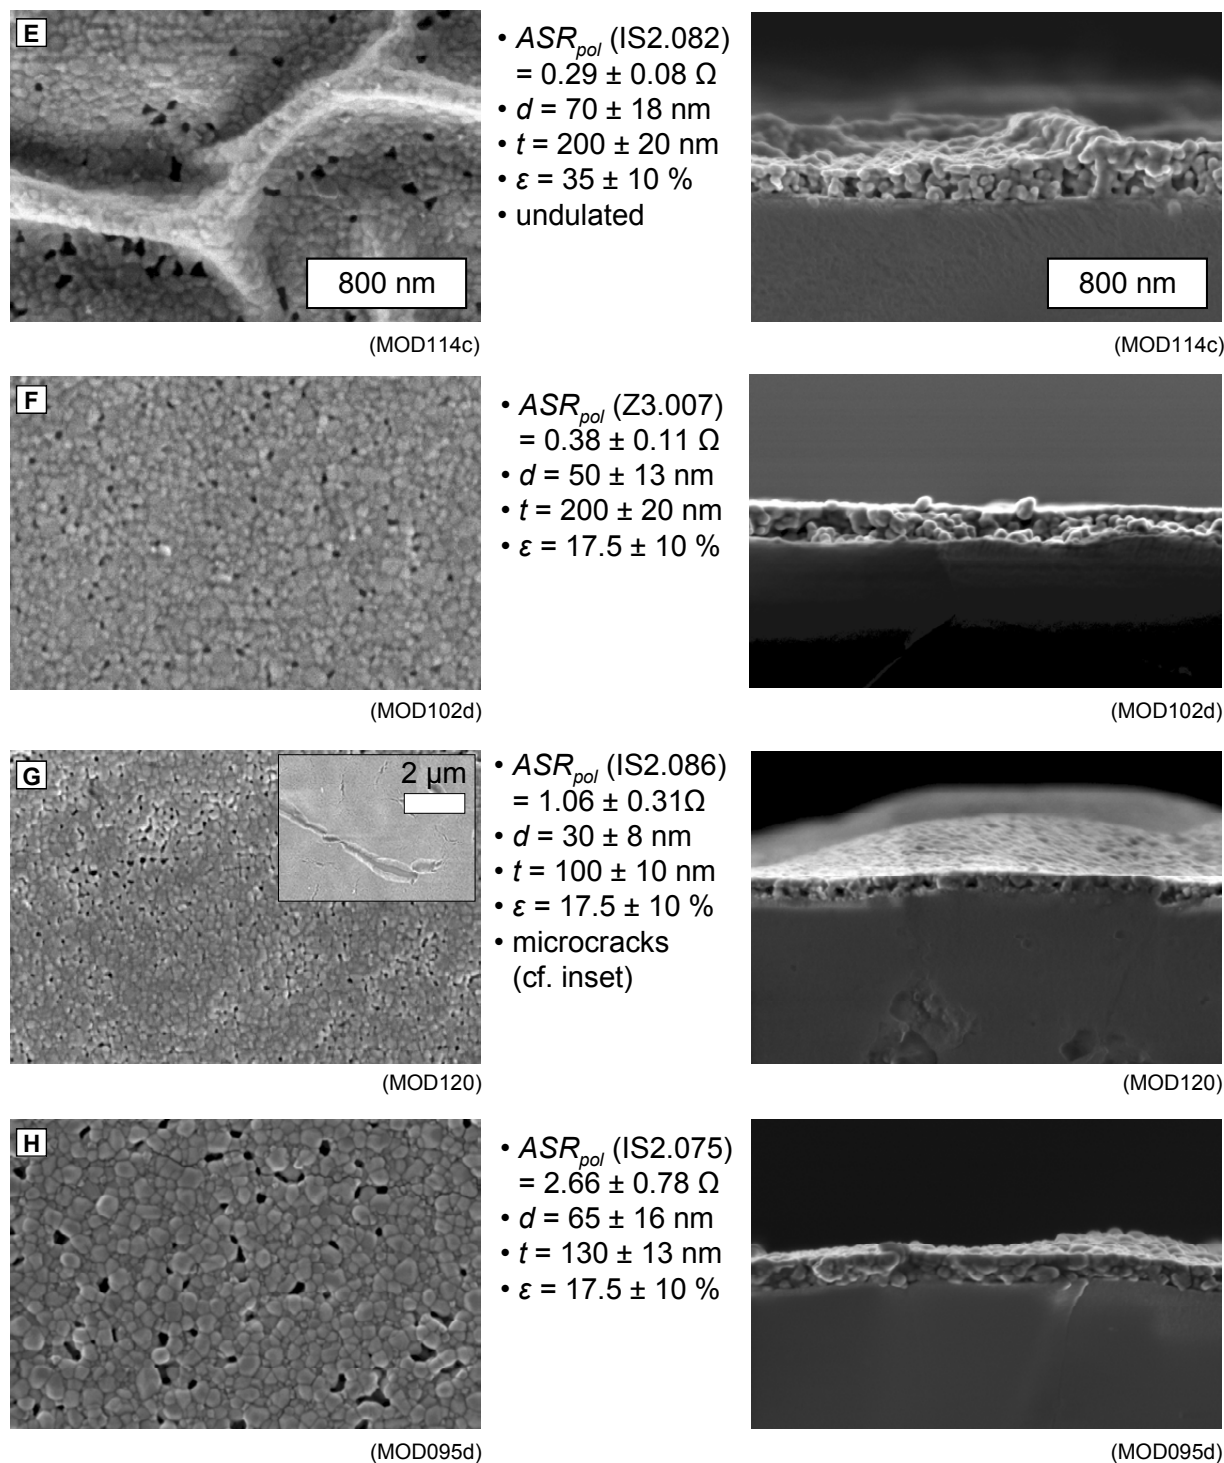 E
• ASRpol (IS2.082)
= 0.29 ± 0.08 Ω
• d = 70 ± 18 nm
• t = 200 ± 20 nm
• ε = 35 ± 10 %
• undulated
800 nm
800 nm
(MOD114c)
(MOD114c)
F
• ASRpol (Z3.007)
= 0.38 ± 0.11 Ω
• d = 50 ± 13 nm
• t = 200 ± 20 nm
• ε = 17.5 ± 10 %
(MOD102d)
(MOD102d)
G
2 µm
• ASRpol (IS2.086)
= 1.06 ± 0.31Ω
• d = 30 ± 8 nm
• t = 100 ± 10 nm
• ε = 17.5 ± 10 %
• microcracks
(cf. inset)
(MOD120)
(MOD120)
H
• ASRpol (IS2.075)
= 2.66 ± 0.78 Ω
• d = 65 ± 16 nm
• t = 130 ± 13 nm
• ε = 17.5 ± 10 %
(MOD095d)
(MOD095d)